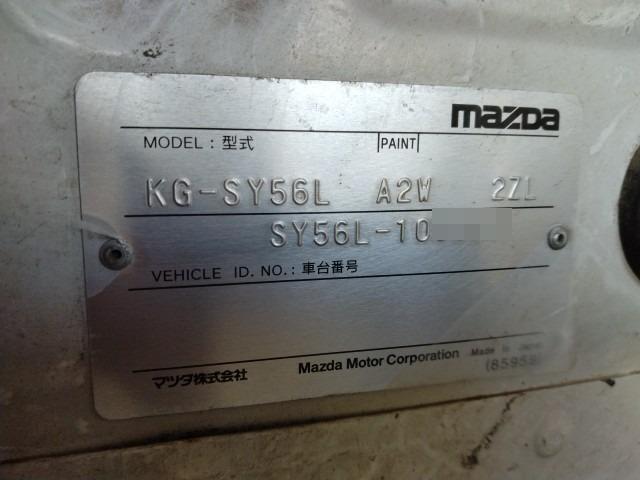 mazda
MODEL : 型式 PAINT
KG-SY56L A2W 2ZL
SY56L-10
VEHICLE ID. NO. : 車台番号
マツダ株式会社 Mazda Motor Corporation Made in Japan